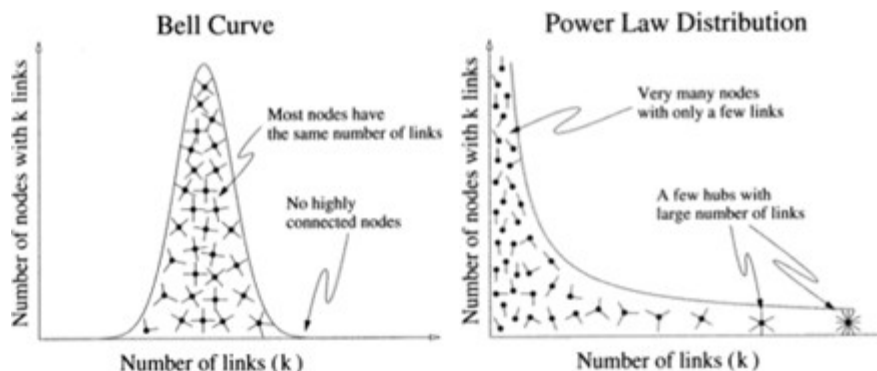 Bell Curve
Number of nodes with k links
Most nodes have
the same number of links
No highly
connected nodes
Number of links (k)
Power Law Distribution
Number of nodes with k links
Very many nodes
with only a few links
A few hubs with
large number of links
Number of links (k)